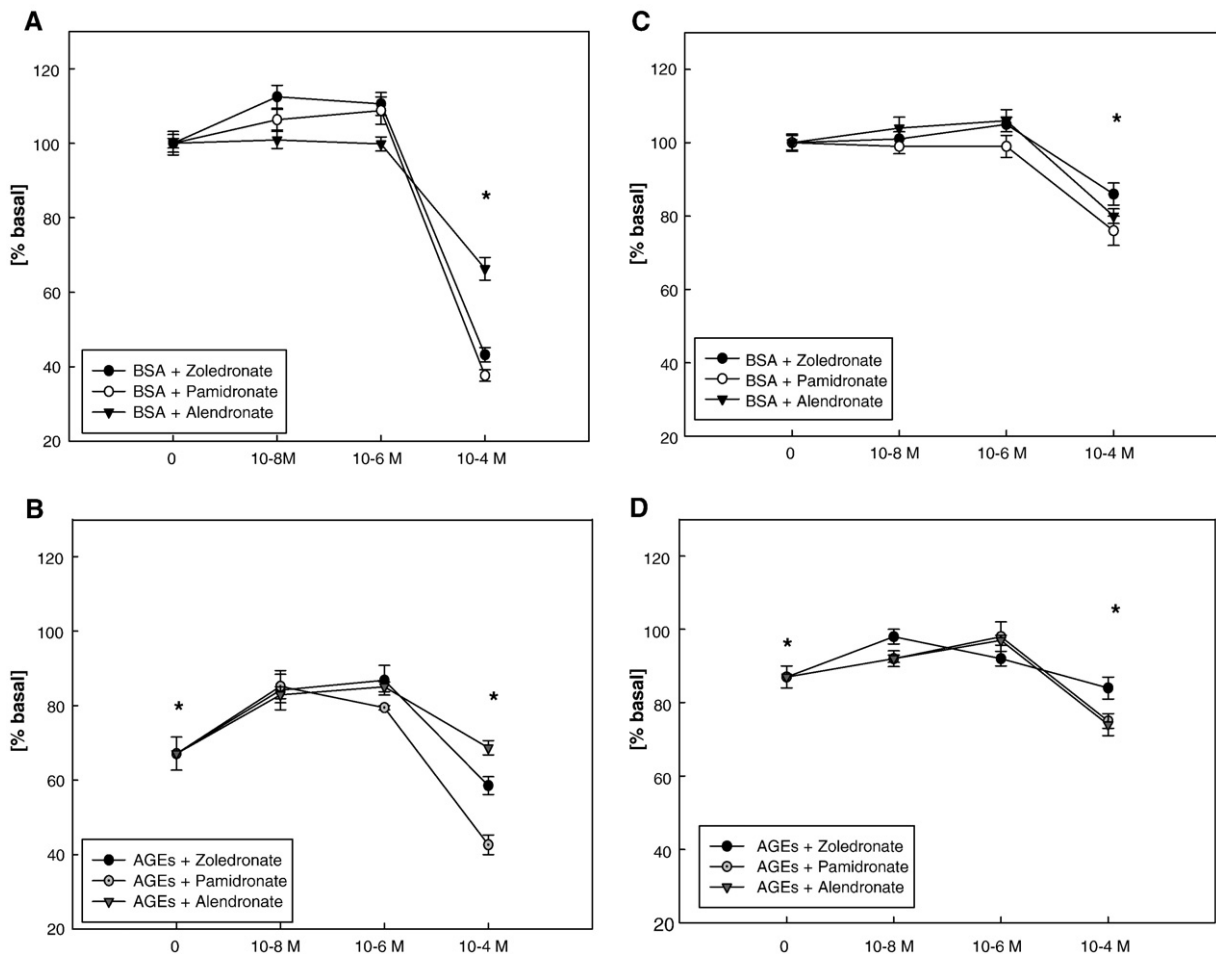 A
[% basal]
120
100
80
60
40
20
*
BSA + Zoledronate
BSA + Pamidronate
BSA + Alendronate
0 10-8M 10-6 M 10-4 M
C
[% basal]
120
100
80
60
40
20
*
BSA + Zoledronate
BSA + Pamidronate
BSA + Alendronate
0 10-8 M 10-6 M 10-4 M
B
[% basal]
120
100
80
60
40
20
* *
AGEs + Zoledronate
AGEs + Pamidronate
AGEs + Alendronate
0 10-8 M 10-6 M 10-4 M
D
[% basal]
120
100
80
60
40
20
* *
AGEs + Zoledronate
AGEs + Pamidronate
AGEs + Alendronate
0 10-8 M 10-6 M 10-4 M